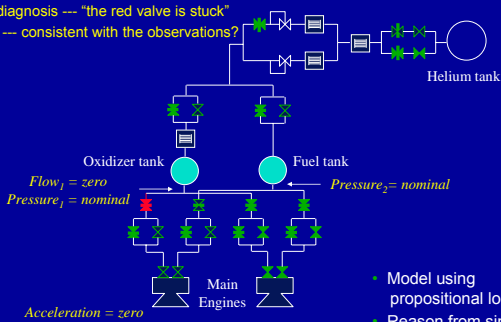 diagnosis --- “the red valve is stuck”
--- consistent with the observations?
Helium tank
Oxidizer tank
Fuel tank
Flow1 = zero
Pressure1 = nominal
Pressure2= nominal
Main
Engines
• Model using
propositional lo
• Reason from si
Acceleration = zero